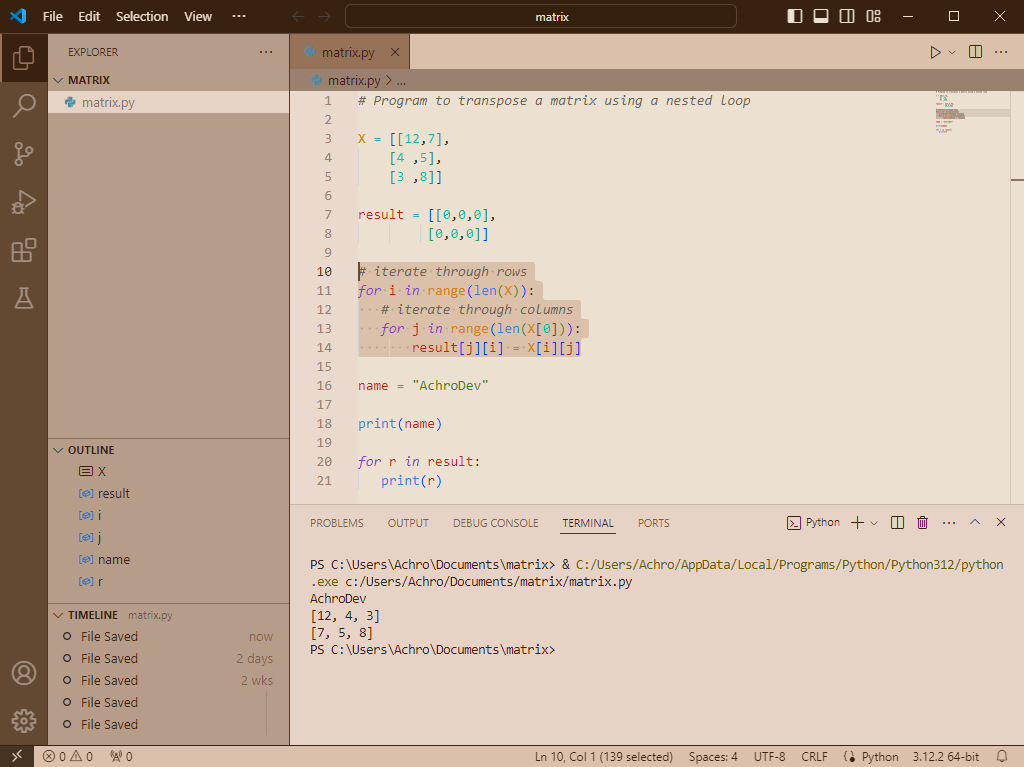 File Edit Selection View ··· matrix
EXPLORER ···
MATRIX
matrix.py
OUTLINE
X
result
i
j
name
r
TIMELINE matrix.py
File Saved now
File Saved 2 days
File Saved 2 wks
File Saved
File Saved
matrix.py
matrix.py > ...
1 # Program to transpose a matrix using a nested loop
2
3 X = [[12,7],
4     [4 ,5],
5     [3 ,8]]
6
7 result = [[0,0,0],
8          [0,0,0]]
9
10 # iterate through rows
11 for i in range(len(X)):
12    # iterate through columns
13    for j in range(len(X[0])):
14        result[j][i] = X[i][j]
15
16 name = "AchroDev"
17
18 print(name)
19
20 for r in result:
21    print(r)
PROBLEMS OUTPUT DEBUG CONSOLE TERMINAL PORTS Python ···
PS C:\Users\Achro\Documents\matrix> & C:/Users/Achro/AppData/Local/Programs/Python/Python312/python
.exe c:/Users/Achro/Documents/matrix/matrix.py
AchroDev
[12, 4, 3]
[7, 5, 8]
PS C:\Users\Achro\Documents\matrix>
0 0 0 Ln 10, Col 1 (139 selected) Spaces: 4 UTF-8 CRLF Python 3.12.2 64-bit